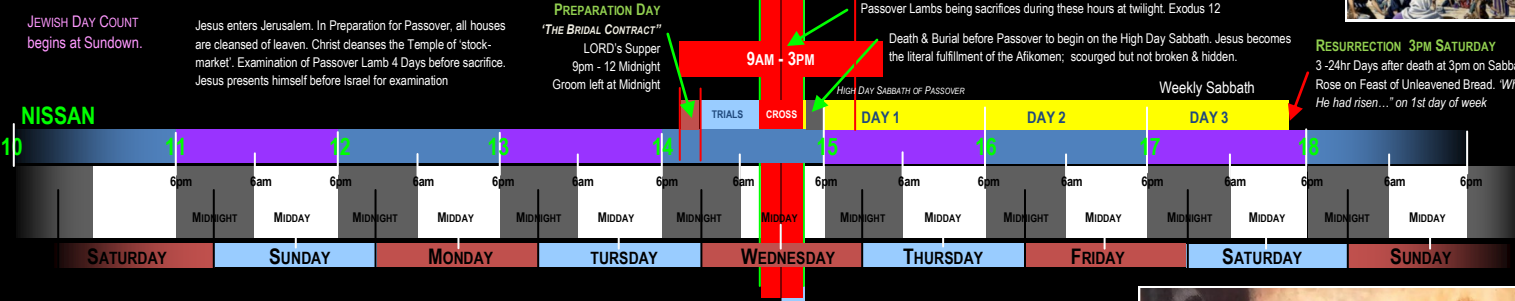 JEWISH DAY COUNT
begins at Sundown.
Jesus enters Jerusalem. In Preparation for Passover, all houses
are cleansed of leaven. Christ cleanses the Temple of 'stock-
market'. Examination of Passover Lamb 4 Days before sacrifice.
Jesus presents himself before Israel for examination
PREPARATION DAY
'THE BRIDAL CONTRACT"
LORD's Supper
9pm - 12 Midnight
Groom left at Midnight
Passover Lambs being sacrifices during these hours at twilight. Exodus 12
Death & Burial before Passover to begin on the High Day Sabbath. Jesus becomes
the literal fulfillment of the Afikomen; scourged but not broken & hidden.
RESURRECTION 3PM SATURDAY
3 -24hr Days after death at 3pm on
Rose on Feast of Unleavened Bread.
He had risen…" on 1st day of week
9AM - 3PM
HIGH DAY SABBATH OF PASSOVER
Weekly Sabbath
NISSAN
TRIALS CROSS DAY 1 DAY 2 DAY 3
10 11 12 13 14 15 16 17 18
6pm 6am 6pm 6am 6pm 6am 6pm 6am 6pm 6am 6pm 6am 6pm 6am 6pm 6am 6pm
MIDNIGHT MIDDAY MIDNIGHT MIDDAY MIDNIGHT MIDDAY MIDNIGHT MIDDAY MIDNIGHT MIDDAY MIDNIGHT MIDDAY MIDNIGHT MIDDAY MIDNIGHT MIDDAY
SATURDAY SUNDAY MONDAY TURSDAY WEDNESDAY THURSDAY FRIDAY SATURDAY SUNDAY